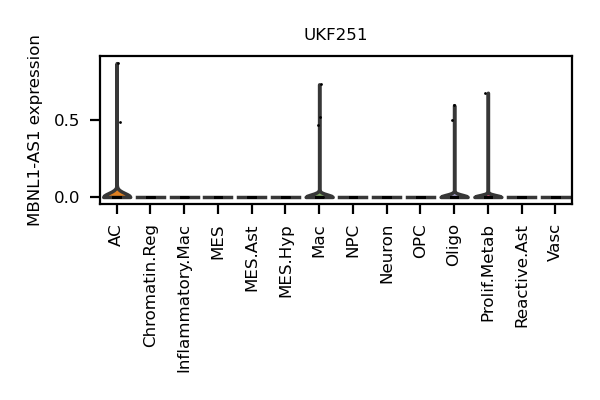 UKF251
MBNL1-AS1 expression
0.5
0.0
AC
Chromatin.Reg
Inflammatory.Mac
MES
MES.Ast
MES.Hyp
Mac
NPC
Neuron
OPC
Oligo
Prolif.Metab
Reactive.Ast
Vasc